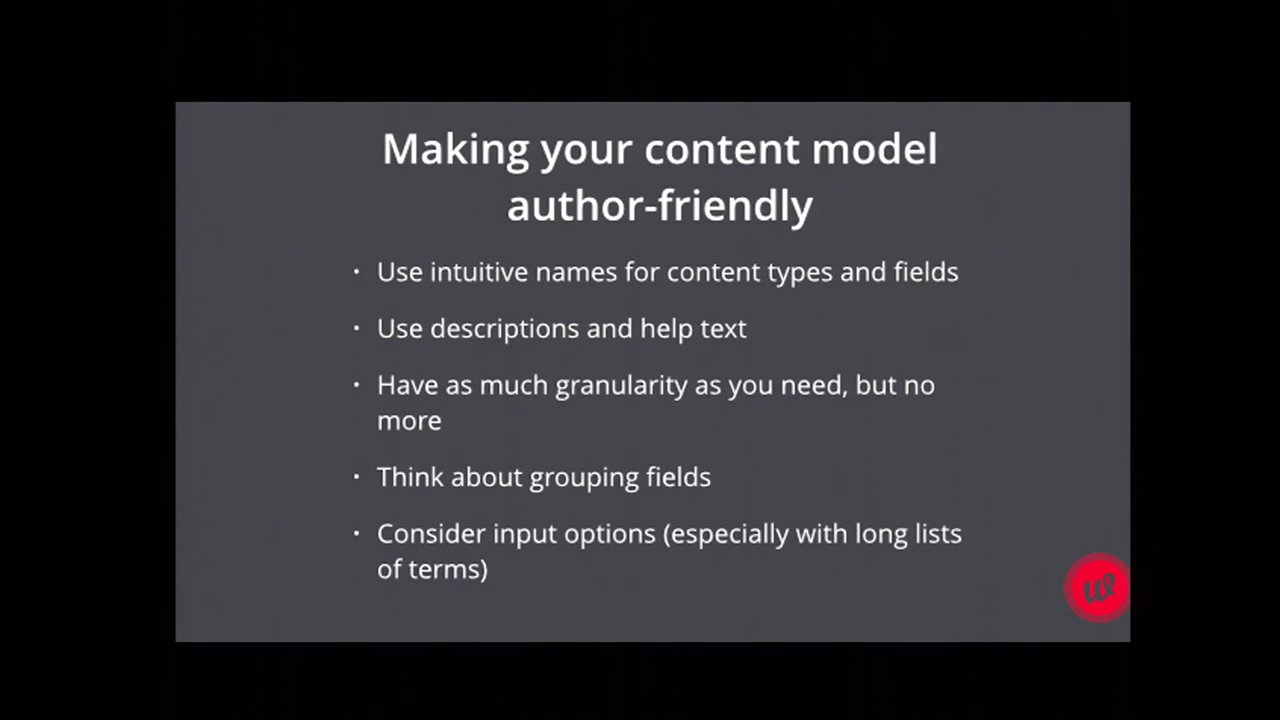 Making your content model
author-friendly
· Use intuitive names for content types and fields
· Use descriptions and help text
· Have as much granularity as you need, but no
more
· Think about grouping fields
· Consider input options (especially with long lists
of terms)